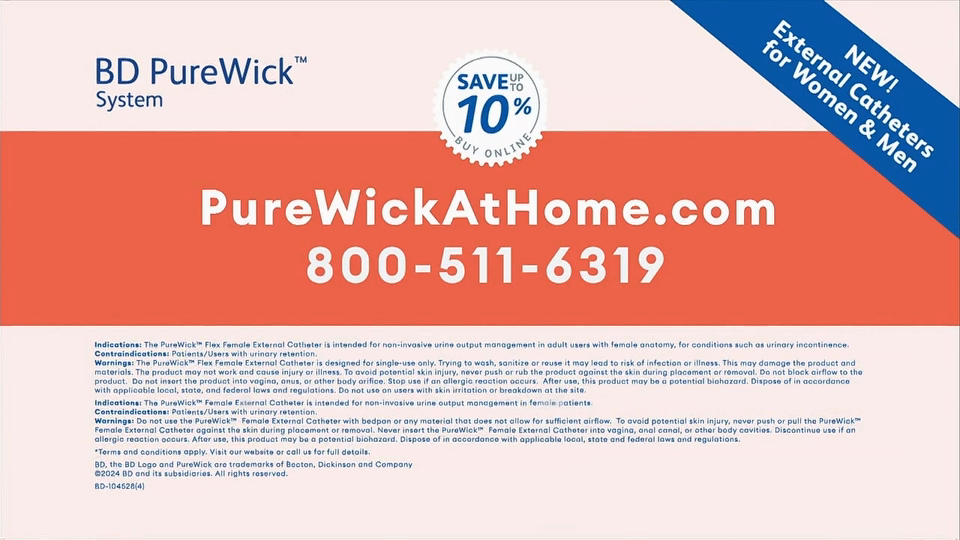 BD PureWick™
System
SAVE UP TO
10%
BUY ONLINE
NEW!
External Catheters
for Women & Men
PureWickAtHome.com
800-511-6319
Indications: The PureWick™ Flex Female External Catheter is intended for non-invasive urine output management in adult users with female anatomy, for conditions such as urinary incontinence.
Contraindications: Patients/Users with urinary retention.
Warnings: The PureWick™ Flex Female External Catheter is designed for single-use only. Trying to wash, sanitize or reuse it may lead to risk of infection or illness. This may damage the product and
materials. The product may not work and cause injury or illness. To avoid potential skin injury, never push or rub the product against the skin during placement or removal. Do not block airflow to the
product. Do not insert the product into vagina, anus, or other body orifice. Stop use if an allergic reaction occurs. After use, this product may be a potential biohazard. Dispose of in accordance
with applicable local, state, and federal laws and regulations. Do not use on users with skin irritation or breakdown at the site.
Indications: The PureWick™ Female External Catheter is intended for non-invasive urine output management in female patients.
Contraindications: Patients/Users with urinary retention.
Warnings: Do not use the PureWick™ Female External Catheter with bedpan or any material that does not allow for sufficient airflow. To avoid potential skin injury, never push or pull the PureWick™
Female External Catheter against the skin during placement or removal. Never insert the PureWick™ Female External Catheter into vagina, anal canal, or other body cavities. Discontinue use if an
allergic reaction occurs. After use, this product may be a potential biohazard. Dispose of in accordance with applicable local, state and federal laws and regulations.
*Terms and conditions apply. Visit our website or call us for full details.
BD, the BD Logo and PureWick are trademarks of Becton, Dickinson and Company
©2024 BD and its subsidiaries. All rights reserved.
BD-104528(4)